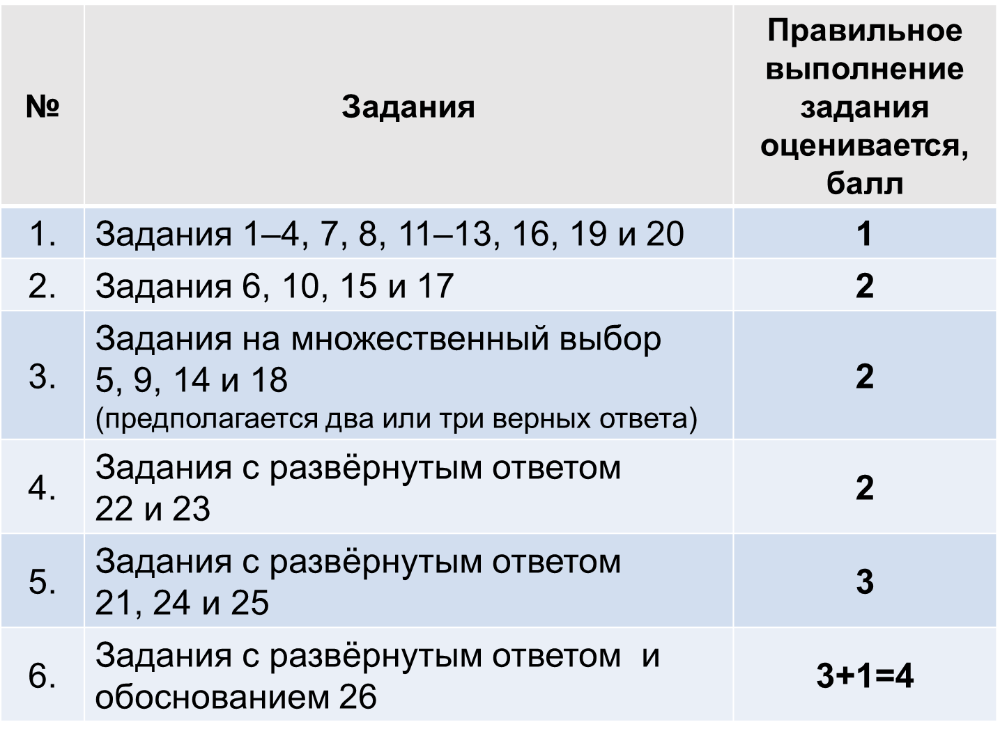 №
Задания
Правильное
выполнение
задания
оценивается,
балл
1.
Задания 1–4, 7, 8, 11–13, 16, 19 и 20
1
2.
Задания 6, 10, 15 и 17
2
3.
Задания на множественный выбор
5, 9, 14 и 18
(предполагается два или три верных ответа)
2
4.
Задания с развёрнутым ответом
22 и 23
2
5.
Задания с развёрнутым ответом
21, 24 и 25
3
6.
Задания с развёрнутым ответом  и
обоснованием 26
3+1=4